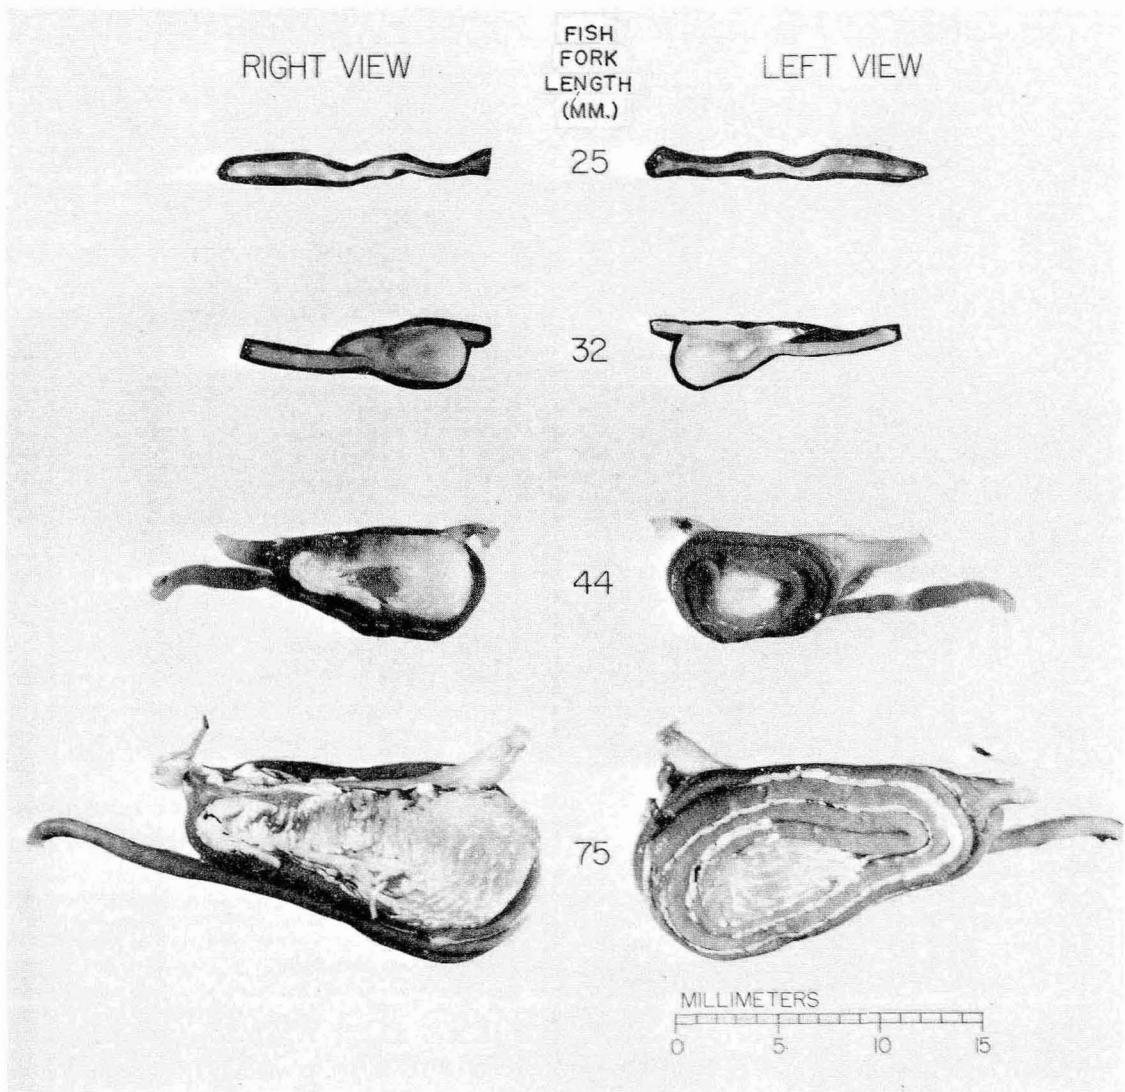 RIGHT VIEW
FISH
FORK
LENGTH
(MM.)
LEFT VIEW
25
32
44
75
MILLIMETERS
0 5 10 15